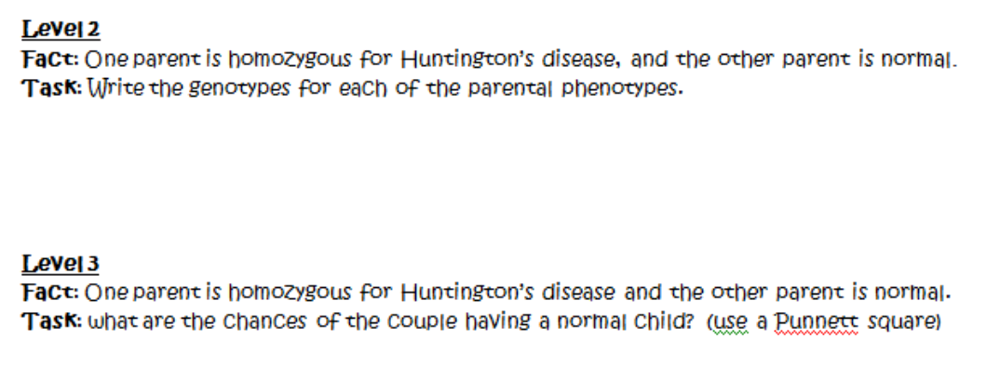 Level 2
Fact: One parent is homozygous for Huntington's disease, and the other parent is normal.
Task: Write the genotypes for each of the parental phenotypes.
Level 3
Fact: One parent is homozygous for Huntington's disease and the other parent is normal.
Task: what are the chances of the couple having a normal child? (use a Punnett square)